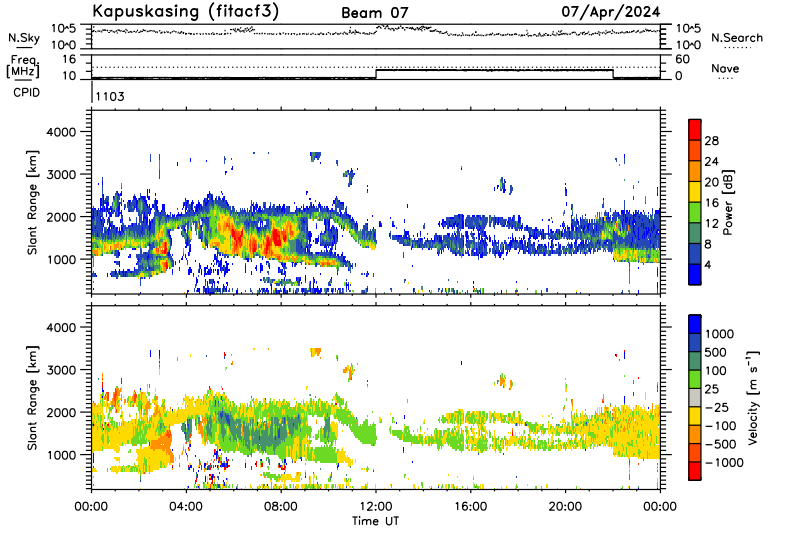 Kapuskasing (fitacf3) Beam 07 07/Apr/2024
N.Sky 10^5 10^5 N.Search
10^0 10^0
Freq. 16 60
[MHz] 10 0 Nave
CPID 1103
4000
3000
2000
1000
Slant Range [km]
28
24
20
16
12
8
4
Power [dB]
4000
3000
2000
1000
Slant Range [km]
1000
500
100
25
−25
−100
−500
−1000
Velocity [m s⁻¹]
00:00 04:00 08:00 12:00 16:00 20:00 00:00
Time UT